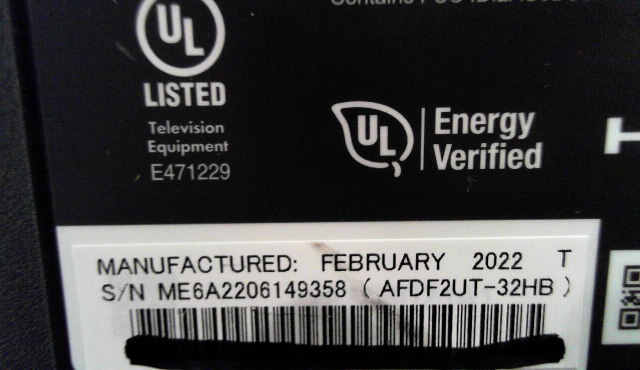 UL
LISTED
Television
Equipment
E471229
UL Energy
Verified
MANUFACTURED: FEBRUARY 2022 T
S/N ME6A2206149358 ( AFDF2UT-32HB )